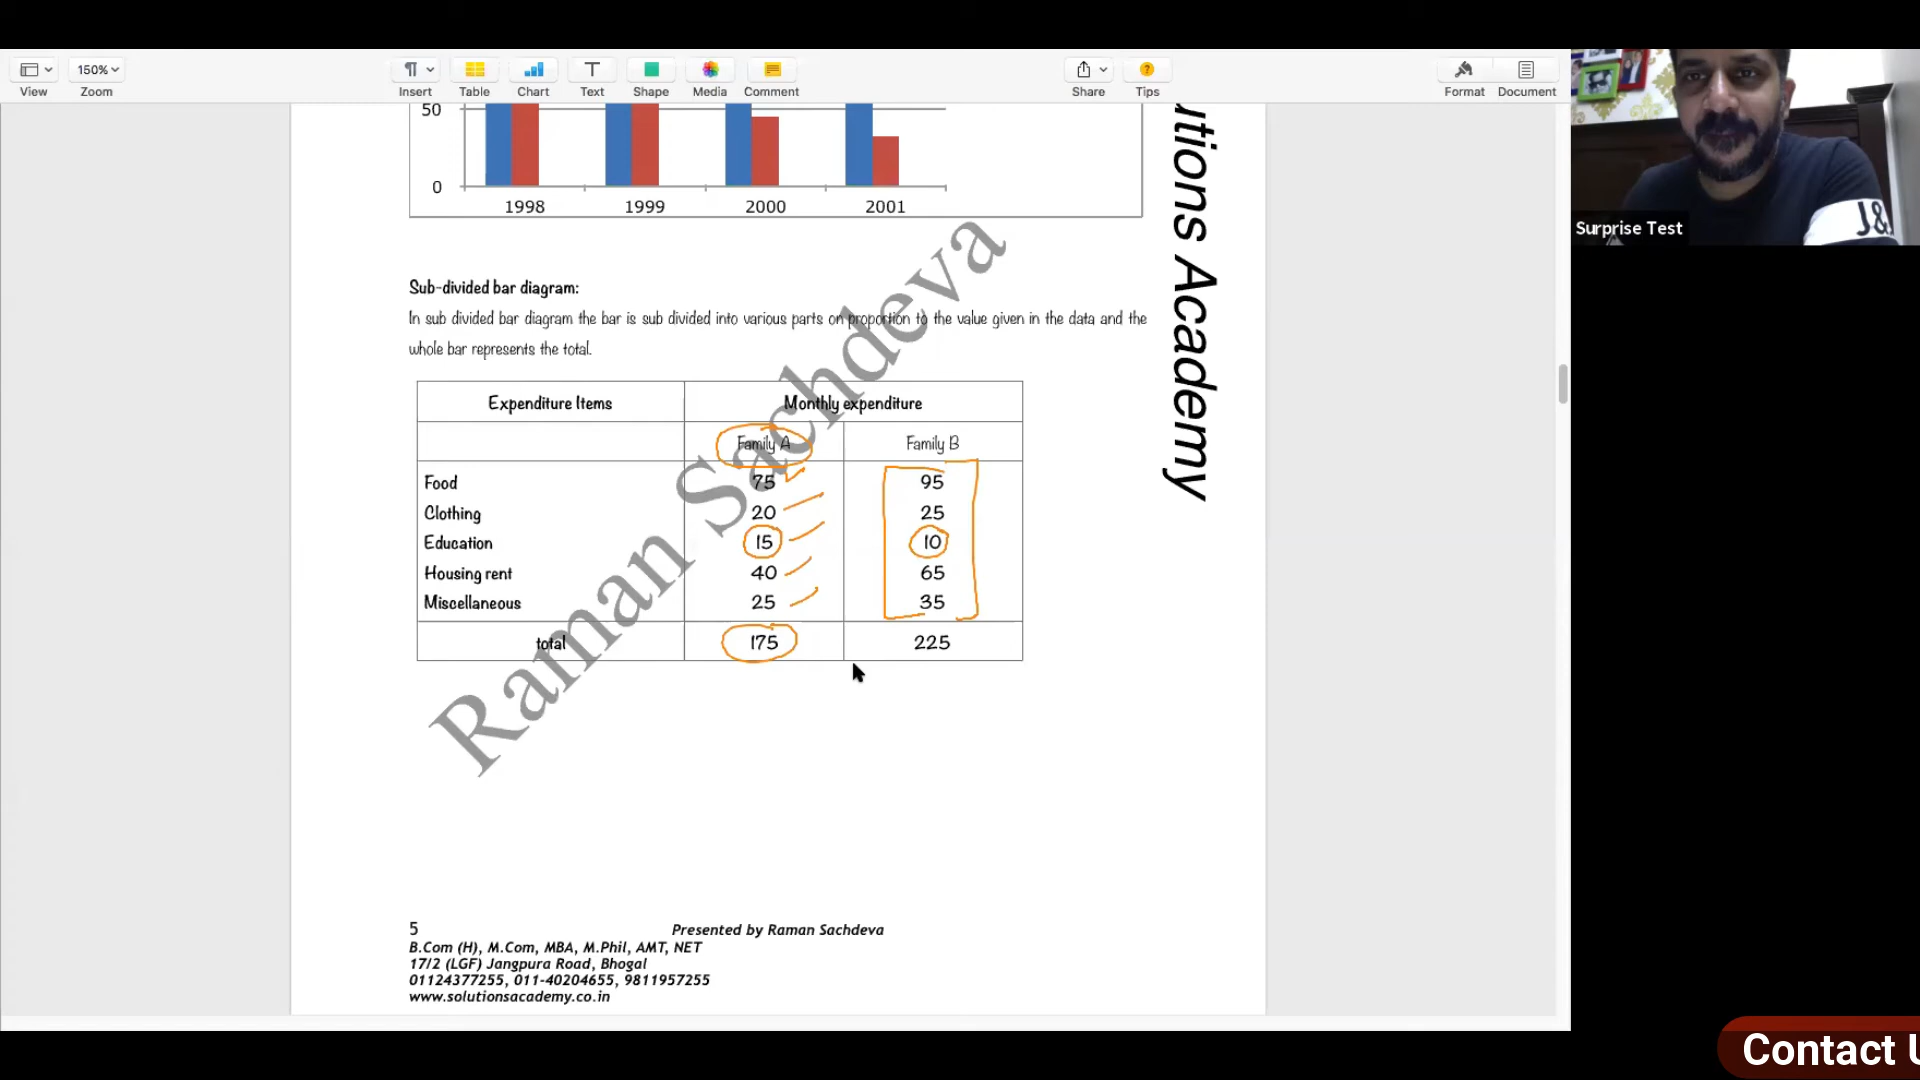 150%
View
Zoom
Insert
Table
Chart
Text
Shape
Media
Comment
Share
Tips
Format
Document
50
0
1998 1999 2000 2001
utions Academy
J&
Surprise Test
Sub-divided bar diagram:
In sub divided bar diagram the bar is sub divided into various parts on proportion to the value given in the data and the
whole bar represents the total.
Expenditure Items Monthly expenditure
Family A Family B
Food 75 95
Clothing 20 25
Education 15 10
Housing rent 40 65
Miscellaneous 25 35
total 175 225
Raman Sachdeva
5 Presented by Raman Sachdeva
B.Com (H), M.Com, MBA, M.Phil, AMT, NET
17/2 (LGF) Jangpura Road, Bhogal
01124377255, 011-40204655, 9811957255
www.solutionsacademy.co.in
Contact U